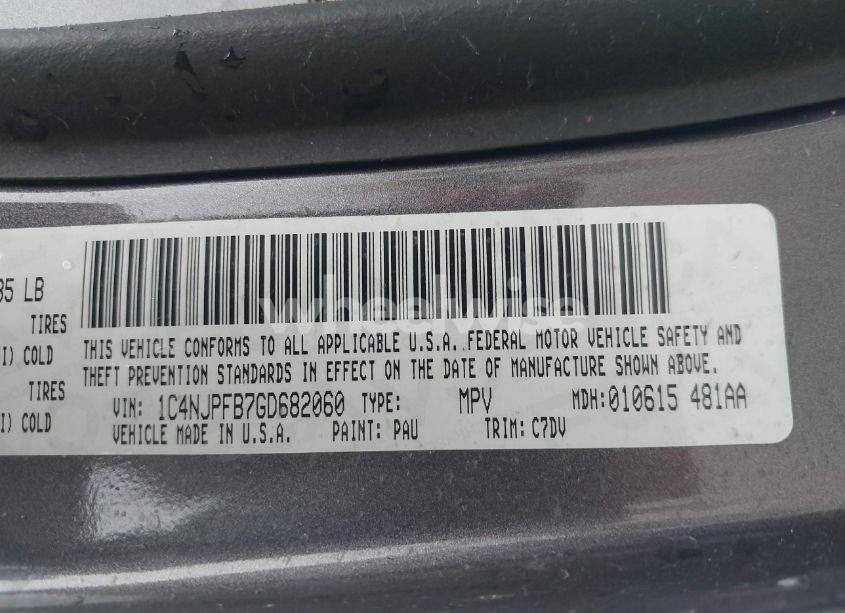 35 LB
TIRES
I) COLD
TIRES
I) COLD
THIS VEHICLE CONFORMS TO ALL APPLICABLE U.S.A. FEDERAL MOTOR VEHICLE SAFETY AND
THEFT PREVENTION STANDARDS IN EFFECT ON THE DATE OF MANUFACTURE SHOWN ABOVE.
VIN: 1C4NJPFB7GD682060 TYPE: MPV MDH:010615 481AA
VEHICLE MADE IN U.S.A. PAINT: PAU TRIM: C7DV
wheelwise